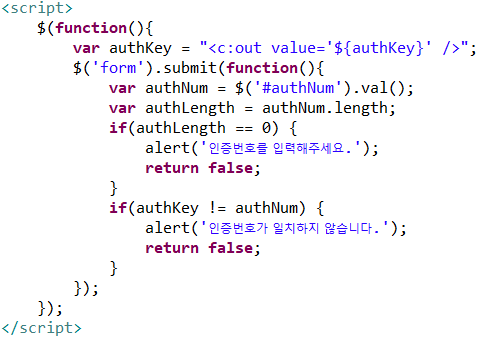 <script>
$(function(){
var authKey = "<c:out value='${authKey}' />";
$('form').submit(function(){
var authNum = $('#authNum').val();
var authLength = authNum.length;
if(authLength == 0) {
alert('인증번호를 입력해주세요.');
return false;
}
if(authKey != authNum) {
alert('인증번호가 일치하지 않습니다.');
return false;
}
});
});
</script>